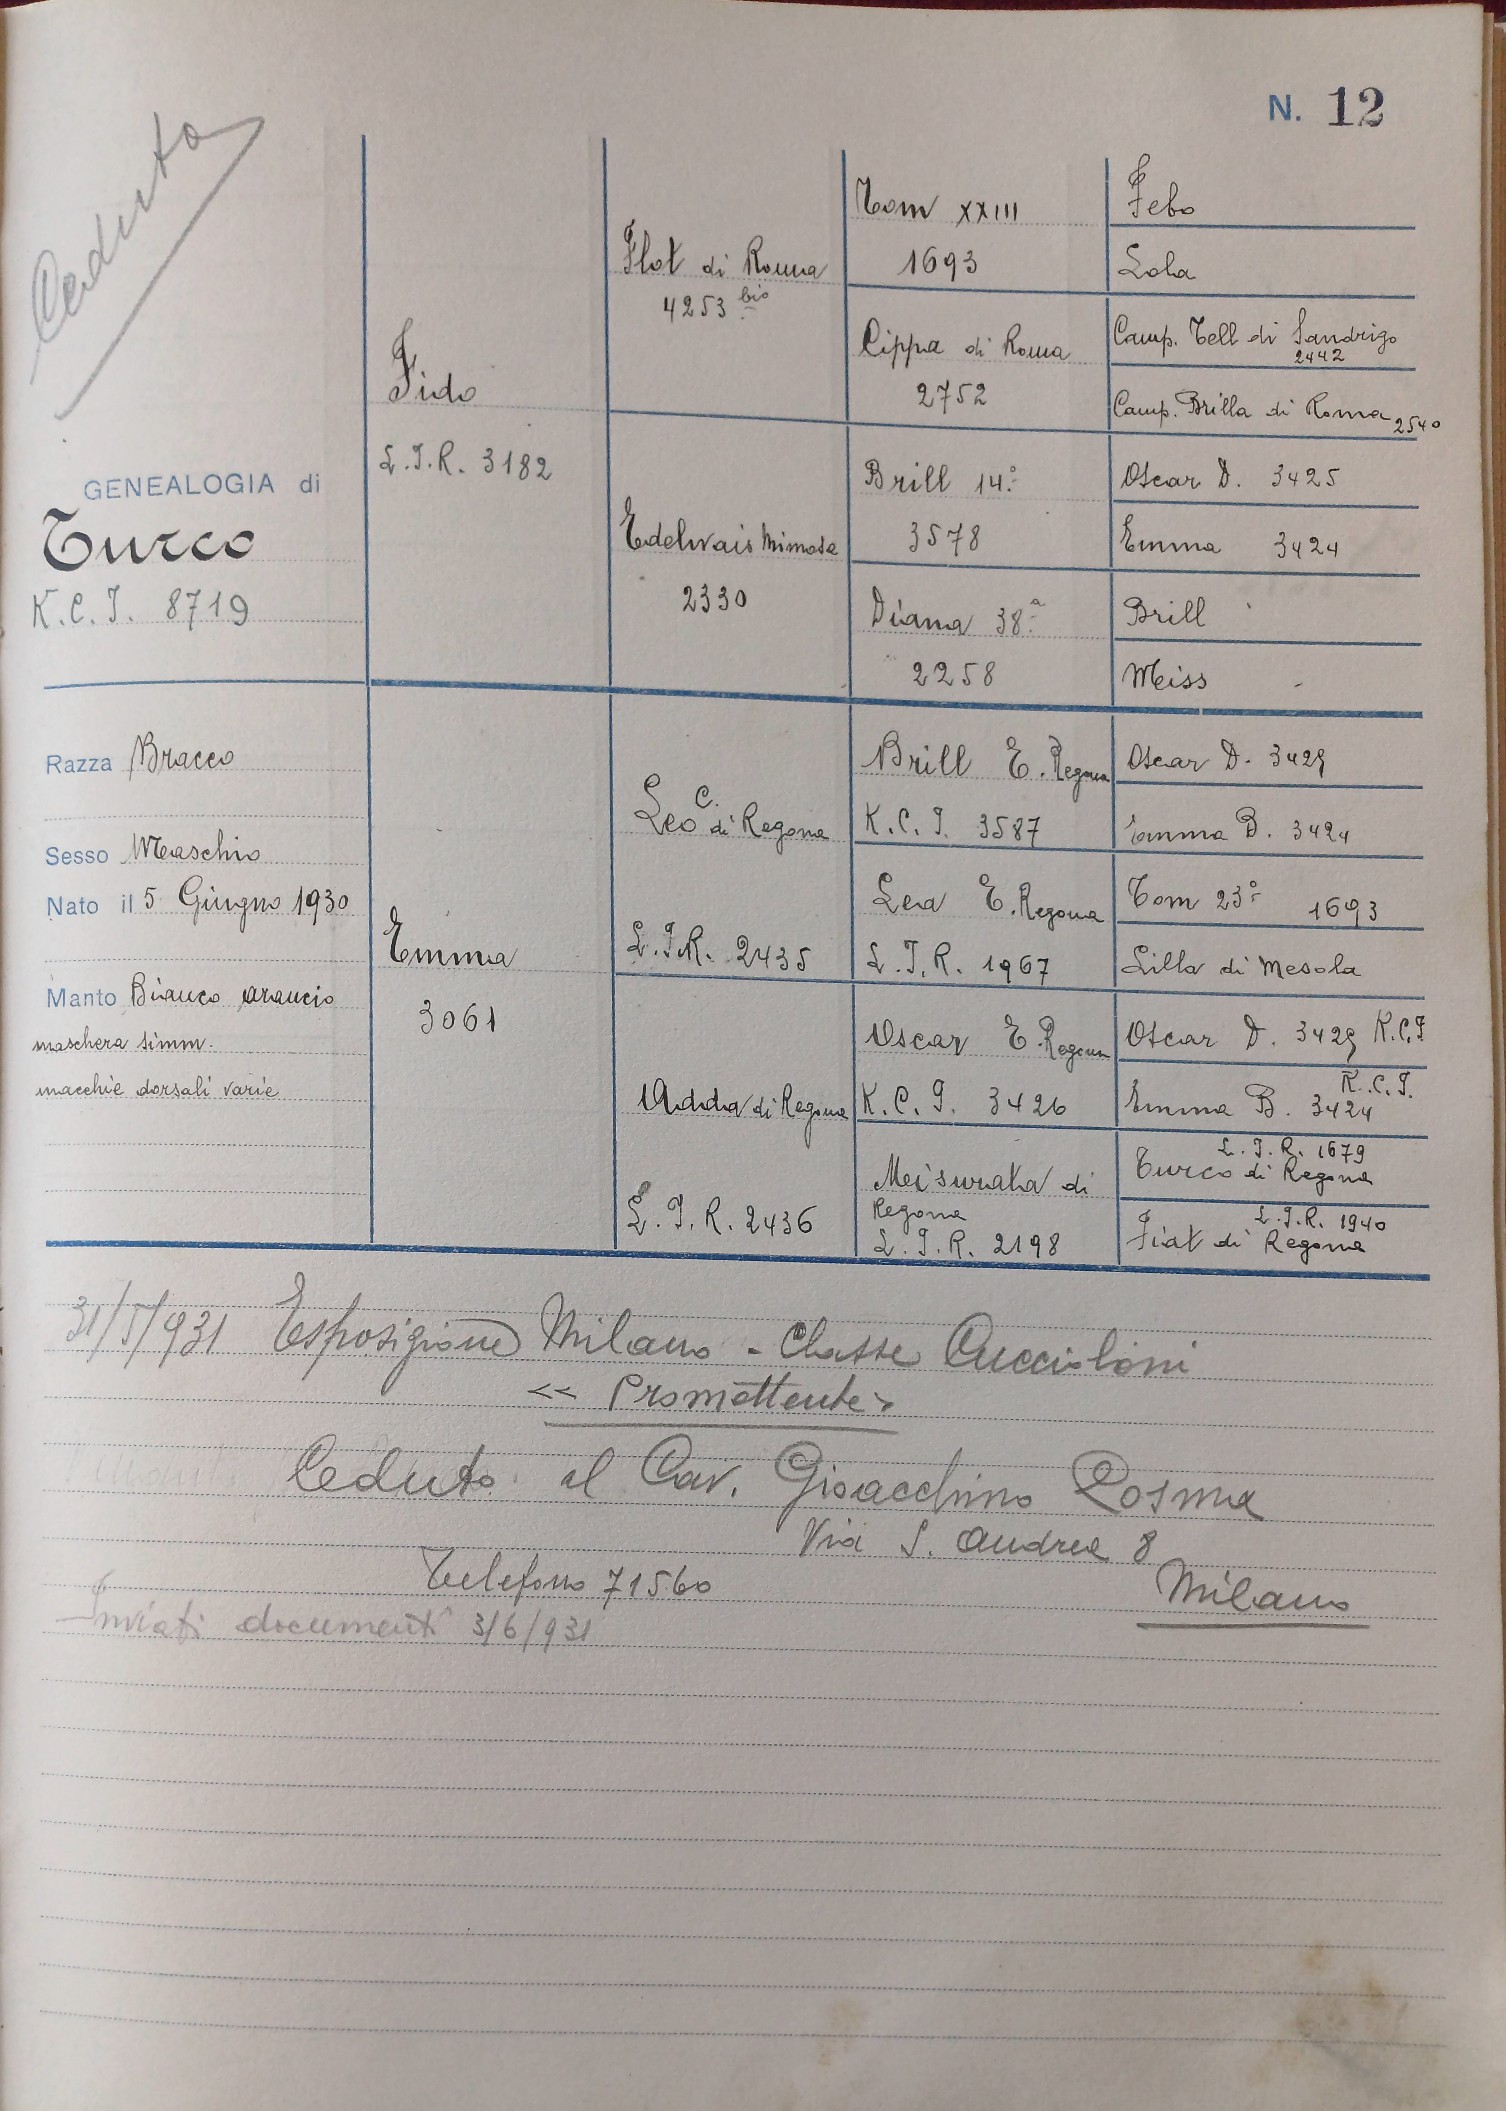 N. 12
Ceduto
GENEALOGIA di
Turco
K.C.I. 8719
Razza Bracco
Sesso Maschio
Nato il 5 Giugno 1930
Manto Bianco arancio
maschera simm.
macchie dorsali varie
Fido
L.I.R. 3182
Emma
3061
Flot di Roma
4253 bis
Edelvais Mimosa
2330
Leo C. di Regona
L.I.R. 2435
Adda di Regona
L.I.R. 2436
Tom XXIII
1693
Cippa di Roma
2752
Brill 14°
3578
Diana 38ª
2258
Brill E. Regona
K.C.I. 3587
Lea E. Regona
L.I.R. 1967
Oscar E. Regona
K.C.I. 3426
Meisurata di
Regona
L.I.R. 2198
Febo
Lola
Camp. Tell di Sandrigo
2442
Camp. Brilla di Roma 2540
Oscar D. 3425
Emma 3424
Brill
Meiss
Oscar D. 3425
Emma B. 3424
Tom 23° 1693
Lilla di Mesola
Oscar D. 3425 K.C.I
K.C.I.
Emma B. 3424
L.I.R. 1679
Turco di Regona
L.I.R. 1940
Fiat di Regona
31/5/931 Esposizione Milano - Classe Cuccioloni
<< Promettente >
Ceduto al Cav. Gioacchino Cosma
Via S. Andrea 8
Telefono 71560
Milano
Inviati documenti 3/6/931